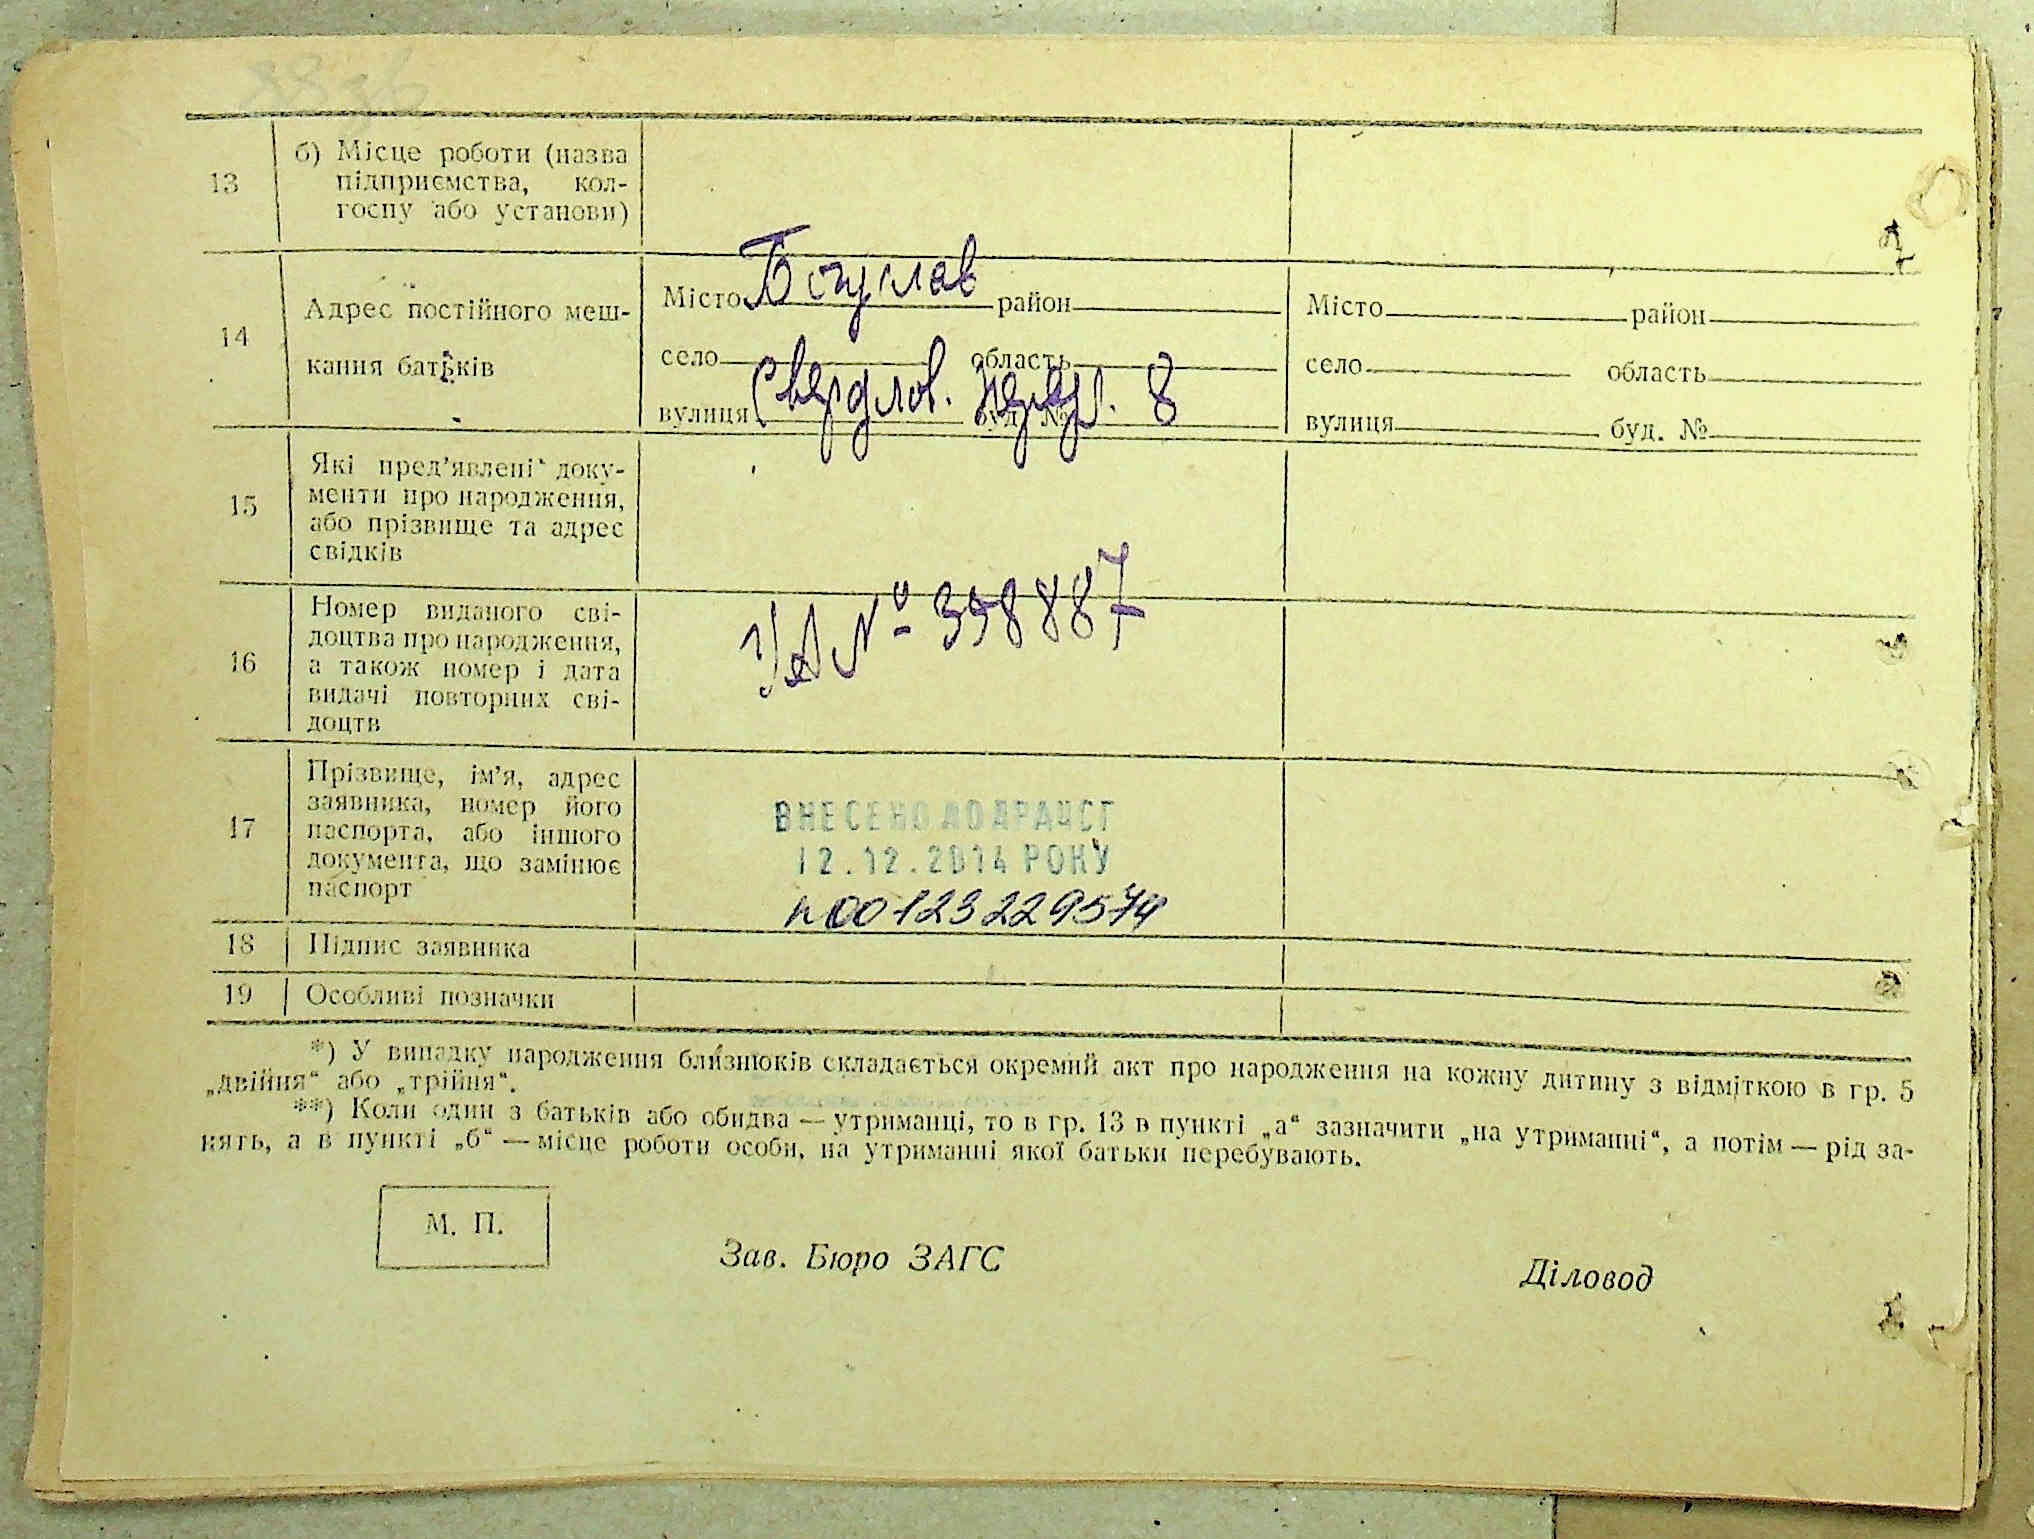 13
б) Місце роботи (назва
підприємства, кол-
госпу або установи)
14
Адрес постійного меш-
кання батьків
Місто Богуслав район
село область
вулиця Свердлов. буд. № 8
Місто район
село область
вулиця буд. №
15
Які пред’явлені доку-
менти про народження,
або прізвище та адрес
свідків
16
Номер виданого сві-
доцтва про народження,
а також номер і дата
видачі повторних сві-
доцтв
№ 398887
17
Прізвище, ім’я, адрес
заявника, номер його
паспорта, або іншого
документа, що замінює
паспорт
ВНЕСЕНО ДО ДРАЦСГ
12.12.2014 РОКУ
n 00123229574
18
Підпис заявника
19
Особливі позначки
*) У випадку народження близнюків складається окремий акт про народження на кожну дитину з відміткою в гр. 5
„двійня“ або „трійня“.
**) Коли один з батьків або обидва — утриманці, то в гр. 13 в пункті „а“ зазначити „на утриманні“, а потім — рід за-
нять, а в пункті „б“ — місце роботи особи, на утриманні якої батьки перебувають.
М. П.
Зав. Бюро ЗАГС
Діловод